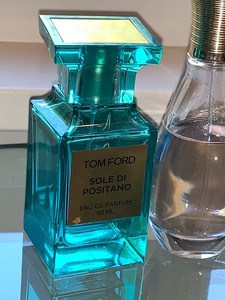 TOM FORD
SOLE DI
POSITANO
EAU DE PARFUM
50 ML